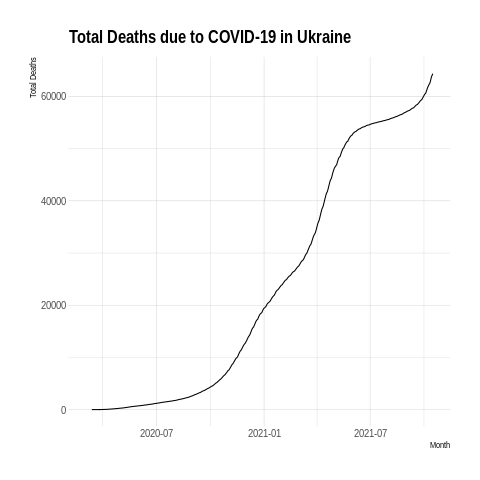 Total Deaths due to COVID-19 in Ukraine
Total Deaths
60000
40000
20000
0
2020-07 2021-01 2021-07
Month